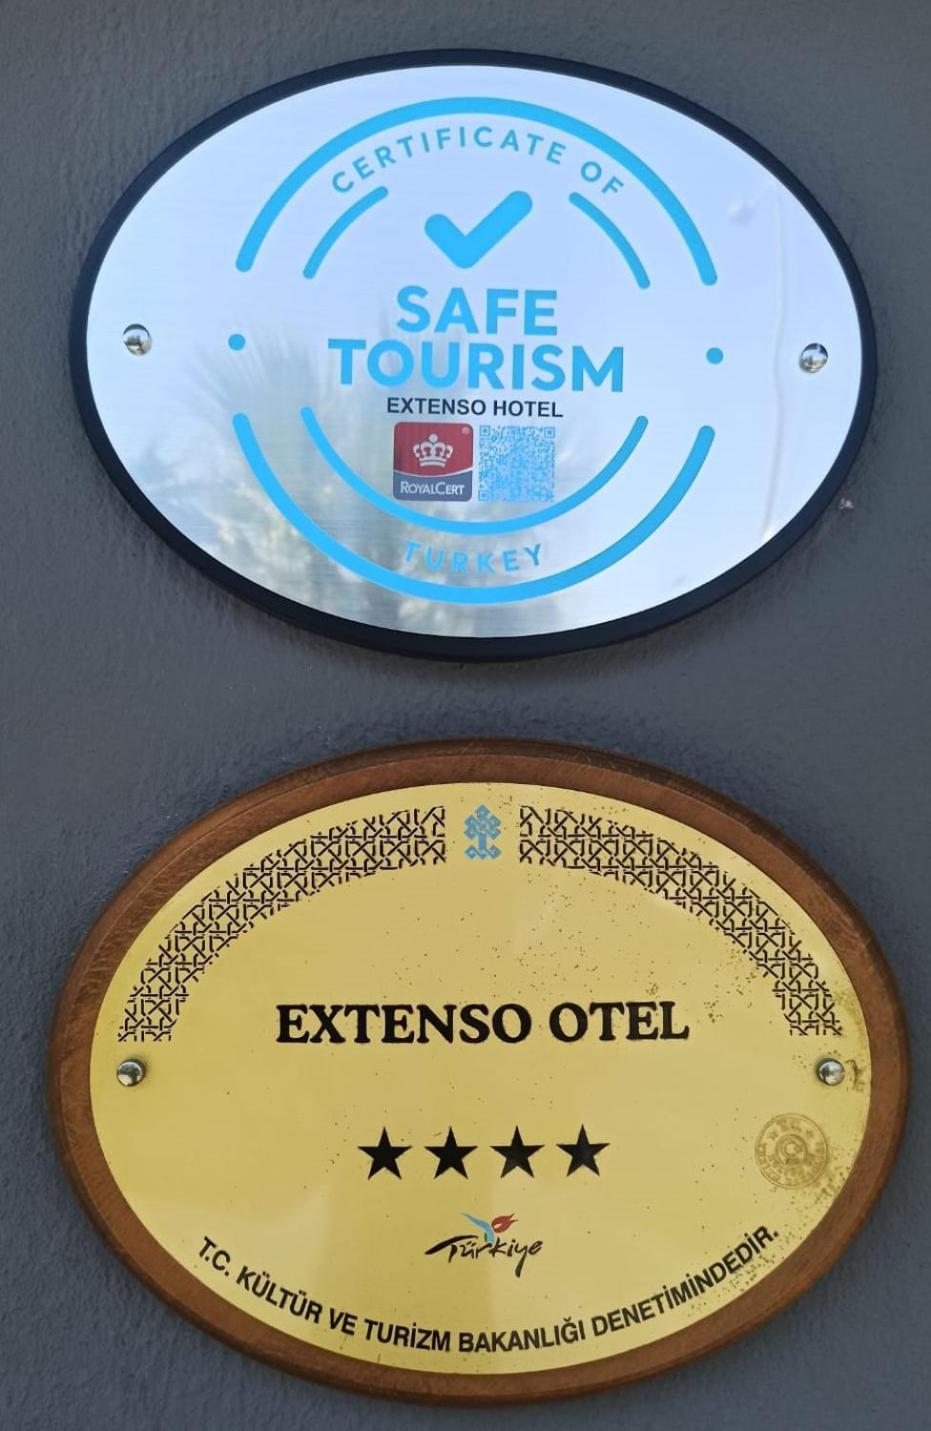 CERTIFICATE OF
SAFE
TOURISM
EXTENSO HOTEL
ROYALCERT
TURKEY
EXTENSO OTEL
Türkiye
T.C. KÜLTÜR VE TURİZM BAKANLIĞI DENETİMİNDEDİR.